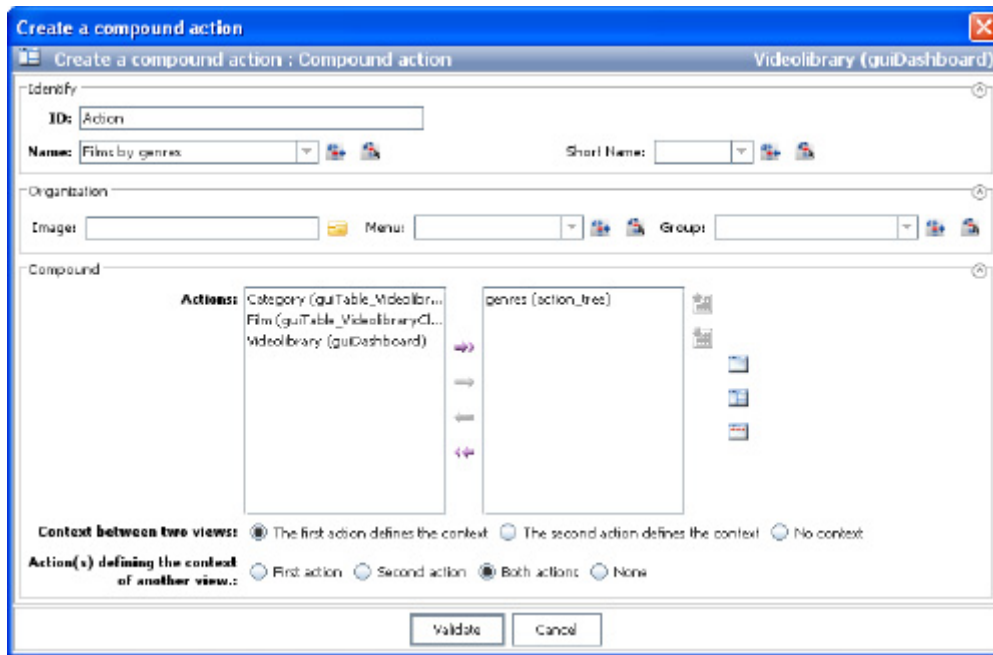 Create a compound action
Create a compound action : Compound action Videolibrary (guiDashboard)
Identify
ID: Action
Name: Films by genres Short Name:
Organization
Image: Menu: Group:
Compound
Actions: Category (guiTable_Videolibr... genres (action_tree)
Film (guiTable_VideolibraryCl...
Videolibrary (guiDashboard)
Context between two views: The first action defines the context The second action defines the context No context
Action(s) defining the context
of another view.: First action Second action Both actions None
Validate Cancel